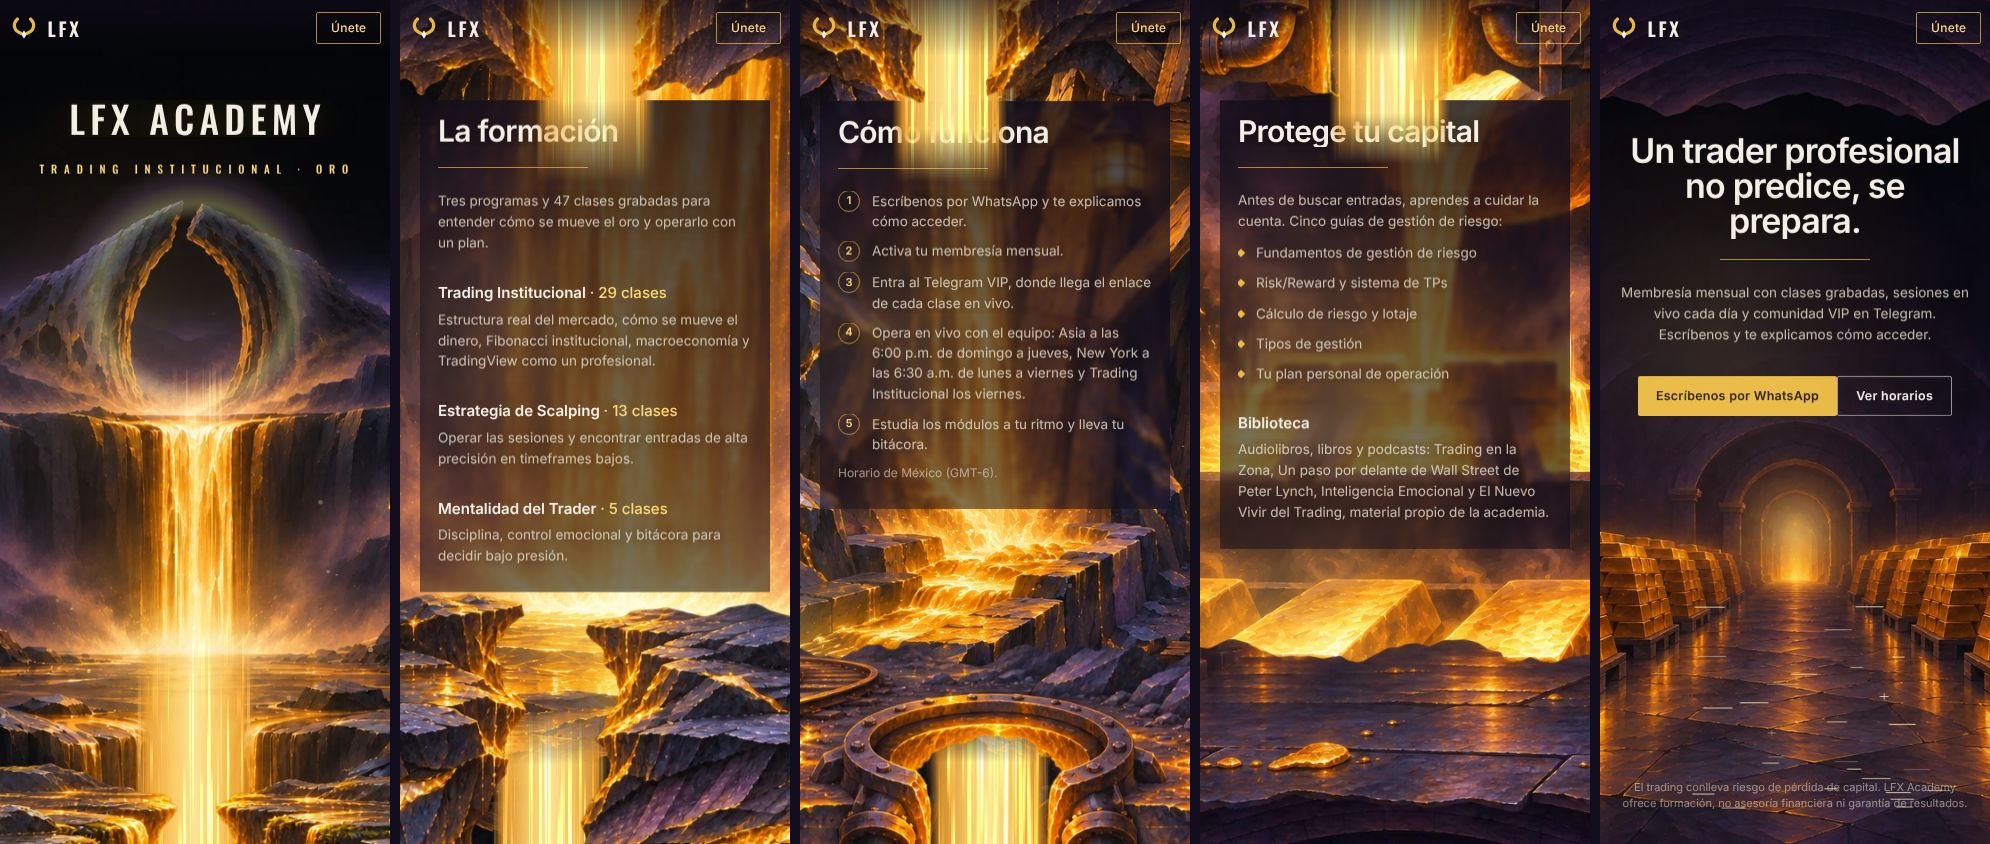 LFX
Únete
LFX ACADEMY
TRADING INSTITUCIONAL · ORO
LFX
Únete
La formación
Tres programas y 47 clases grabadas para
entender cómo se mueve el oro y operarlo con
un plan.
Trading Institucional · 29 clases
Estructura real del mercado, cómo se mueve el
dinero, Fibonacci institucional, macroeconomía y
TradingView como un profesional.
Estrategia de Scalping · 13 clases
Operar las sesiones y encontrar entradas de alta
precisión en timeframes bajos.
Mentalidad del Trader · 5 clases
Disciplina, control emocional y bitácora para
decidir bajo presión.
LFX
Únete
Cómo funciona
1 Escríbenos por WhatsApp y te explicamos
cómo acceder.
2 Activa tu membresía mensual.
3 Entra al Telegram VIP, donde llega el enlace
de cada clase en vivo.
4 Opera en vivo con el equipo: Asia a las
6:00 p.m. de domingo a jueves, New York a
las 6:30 a.m. de lunes a viernes y Trading
Institucional los viernes.
5 Estudia los módulos a tu ritmo y lleva tu
bitácora.
Horario de México (GMT-6).
LFX
Únete
Protege tu capital
Antes de buscar entradas, aprendes a cuidar la
cuenta. Cinco guías de gestión de riesgo:
Fundamentos de gestión de riesgo
Risk/Reward y sistema de TPs
Cálculo de riesgo y lotaje
Tipos de gestión
Tu plan personal de operación
Biblioteca
Audiolibros, libros y podcasts: Trading en la
Zona, Un paso por delante de Wall Street de
Peter Lynch, Inteligencia Emocional y El Nuevo
Vivir del Trading, material propio de la academia.
LFX
Únete
Un trader profesional
no predice, se
prepara.
Membresía mensual con clases grabadas, sesiones en
vivo cada día y comunidad VIP en Telegram.
Escríbenos y te explicamos cómo acceder.
Escríbenos por WhatsApp
Ver horarios
El trading conlleva riesgo de pérdida de capital. LFX Academy
ofrece formación, no asesoría financiera ni garantía de resultados.